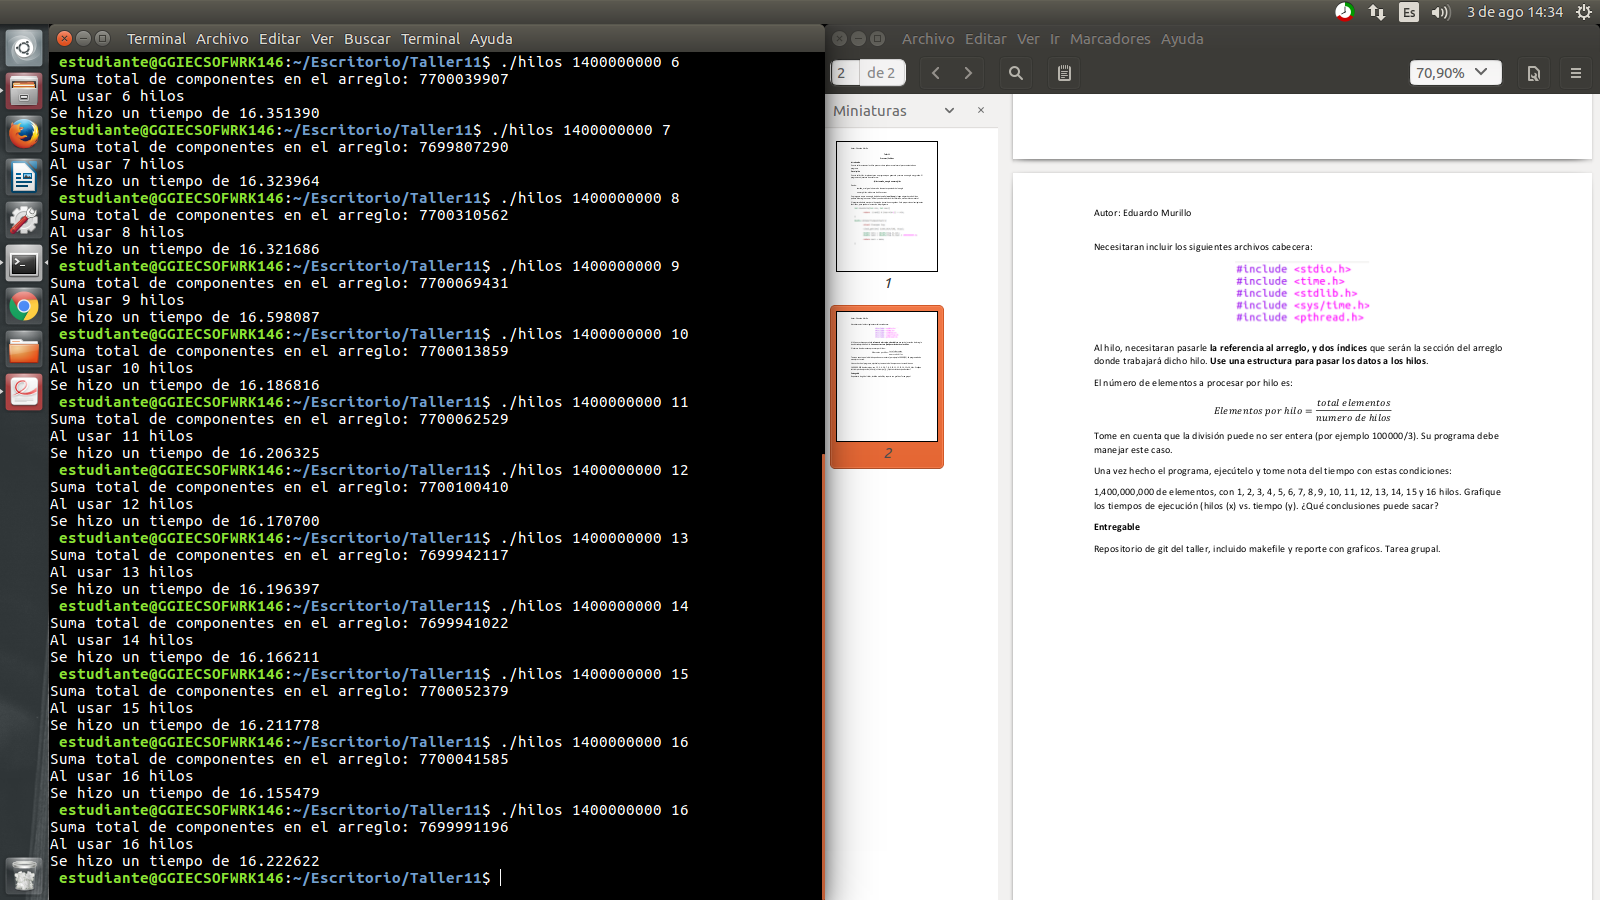 Es
3 de ago 14:34
Terminal Archivo Editar Ver Buscar Terminal Ayuda
estudiante@GGIECSOFWRK146:~/Escritorio/Taller11$ ./hilos 1400000000 6
Suma total de componentes en el arreglo: 7700039907
Al usar 6 hilos
Se hizo un tiempo de 16.351390
estudiante@GGIECSOFWRK146:~/Escritorio/Taller11$ ./hilos 1400000000 7
Suma total de componentes en el arreglo: 7699807290
Al usar 7 hilos
Se hizo un tiempo de 16.323964
estudiante@GGIECSOFWRK146:~/Escritorio/Taller11$ ./hilos 1400000000 8
Suma total de componentes en el arreglo: 7700310562
Al usar 8 hilos
Se hizo un tiempo de 16.321686
estudiante@GGIECSOFWRK146:~/Escritorio/Taller11$ ./hilos 1400000000 9
Suma total de componentes en el arreglo: 7700069431
Al usar 9 hilos
Se hizo un tiempo de 16.598087
estudiante@GGIECSOFWRK146:~/Escritorio/Taller11$ ./hilos 1400000000 10
Suma total de componentes en el arreglo: 7700013859
Al usar 10 hilos
Se hizo un tiempo de 16.186816
estudiante@GGIECSOFWRK146:~/Escritorio/Taller11$ ./hilos 1400000000 11
Suma total de componentes en el arreglo: 7700062529
Al usar 11 hilos
Se hizo un tiempo de 16.206325
estudiante@GGIECSOFWRK146:~/Escritorio/Taller11$ ./hilos 1400000000 12
Suma total de componentes en el arreglo: 7700100410
Al usar 12 hilos
Se hizo un tiempo de 16.170700
estudiante@GGIECSOFWRK146:~/Escritorio/Taller11$ ./hilos 1400000000 13
Suma total de componentes en el arreglo: 7699942117
Al usar 13 hilos
Se hizo un tiempo de 16.196397
estudiante@GGIECSOFWRK146:~/Escritorio/Taller11$ ./hilos 1400000000 14
Suma total de componentes en el arreglo: 7699941022
Al usar 14 hilos
Se hizo un tiempo de 16.166211
estudiante@GGIECSOFWRK146:~/Escritorio/Taller11$ ./hilos 1400000000 15
Suma total de componentes en el arreglo: 7700052379
Al usar 15 hilos
Se hizo un tiempo de 16.211778
estudiante@GGIECSOFWRK146:~/Escritorio/Taller11$ ./hilos 1400000000 16
Suma total de componentes en el arreglo: 7700041585
Al usar 16 hilos
Se hizo un tiempo de 16.155479
estudiante@GGIECSOFWRK146:~/Escritorio/Taller11$ ./hilos 1400000000 16
Suma total de componentes en el arreglo: 7699991196
Al usar 16 hilos
Se hizo un tiempo de 16.222622
estudiante@GGIECSOFWRK146:~/Escritorio/Taller11$
Archivo Editar Ver Ir Marcadores Ayuda
2 de 2
70,90%
Miniaturas
1
2
Autor: Eduardo Murillo
Necesitaran incluir los siguientes archivos cabecera:
#include <stdio.h>
#include <time.h>
#include <stdlib.h>
#include <sys/time.h>
#include <pthread.h>
Al hilo, necesitaran pasarle la referencia al arreglo, y dos índices que serán la sección del arreglo
donde trabajará dicho hilo. Use una estructura para pasar los datos a los hilos.
El número de elementos a procesar por hilo es:
Elementos por hilo = total elementos
numero de hilos
Tome en cuenta que la división puede no ser entera (por ejemplo 100000/3). Su programa debe
manejar este caso.
Una vez hecho el programa, ejecútelo y tome nota del tiempo con estas condiciones:
1,400,000,000 de elementos, con 1, 2, 3, 4, 5, 6, 7, 8, 9, 10, 11, 12, 13, 14, 15 y 16 hilos. Grafique
los tiempos de ejecución (hilos (x) vs. tiempo (y). ¿Qué conclusiones puede sacar?
Entregable
Repositorio de git del taller, incluido makefile y reporte con graficos. Tarea grupal.